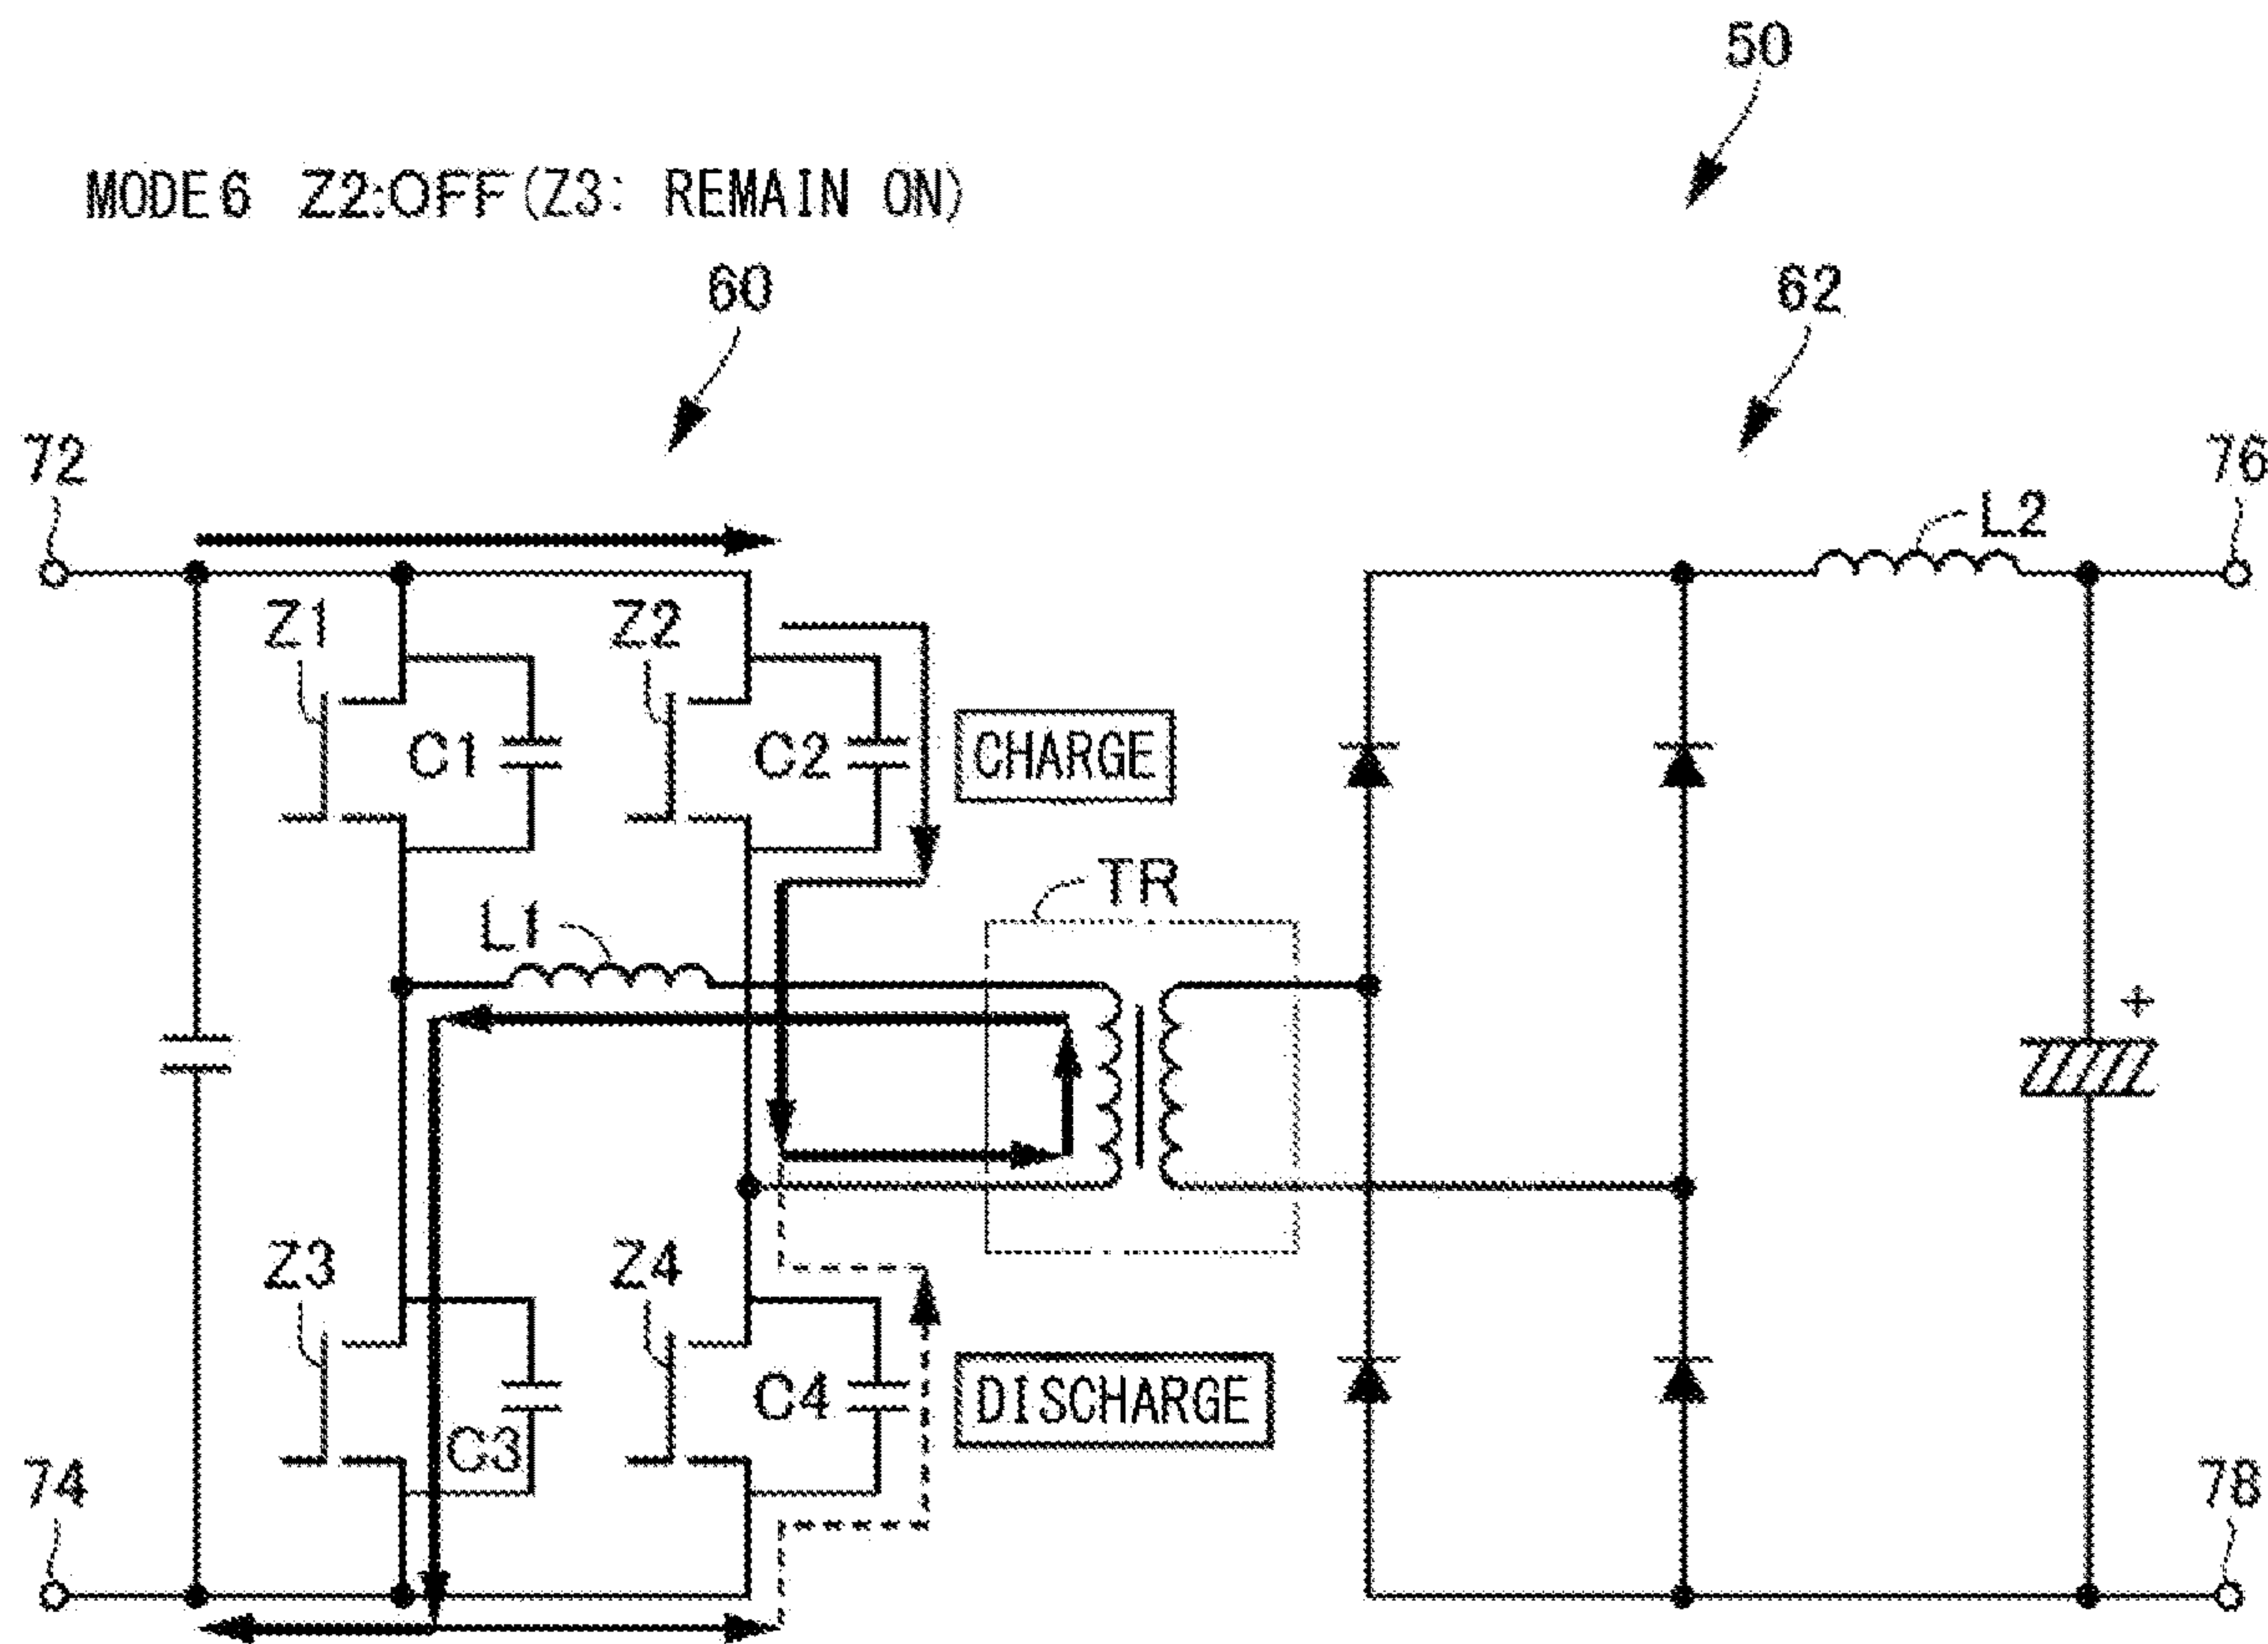 50
MODE6 Z2:OFF(Z3: REMAIN ON)
60
62
72
76
L2
Z1
Z2
C1
C2
CHARGE
TR
L1
+
Z3
Z4
C3
C4
DISCHARGE
74
78